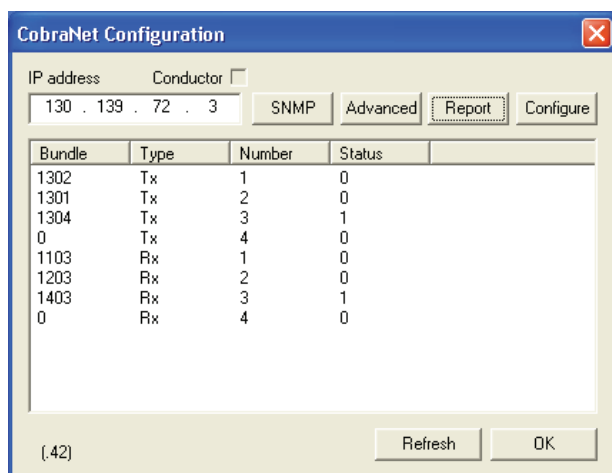 CobraNet Configuration
IP address Conductor
130 . 139 . 72 . 3 SNMP Advanced Report Configure
Bundle Type Number Status
1302 Tx 1 0
1301 Tx 2 0
1304 Tx 3 1
0 Tx 4 0
1103 Rx 1 0
1203 Rx 2 0
1403 Rx 3 1
0 Rx 4 0
(.42) Refresh OK